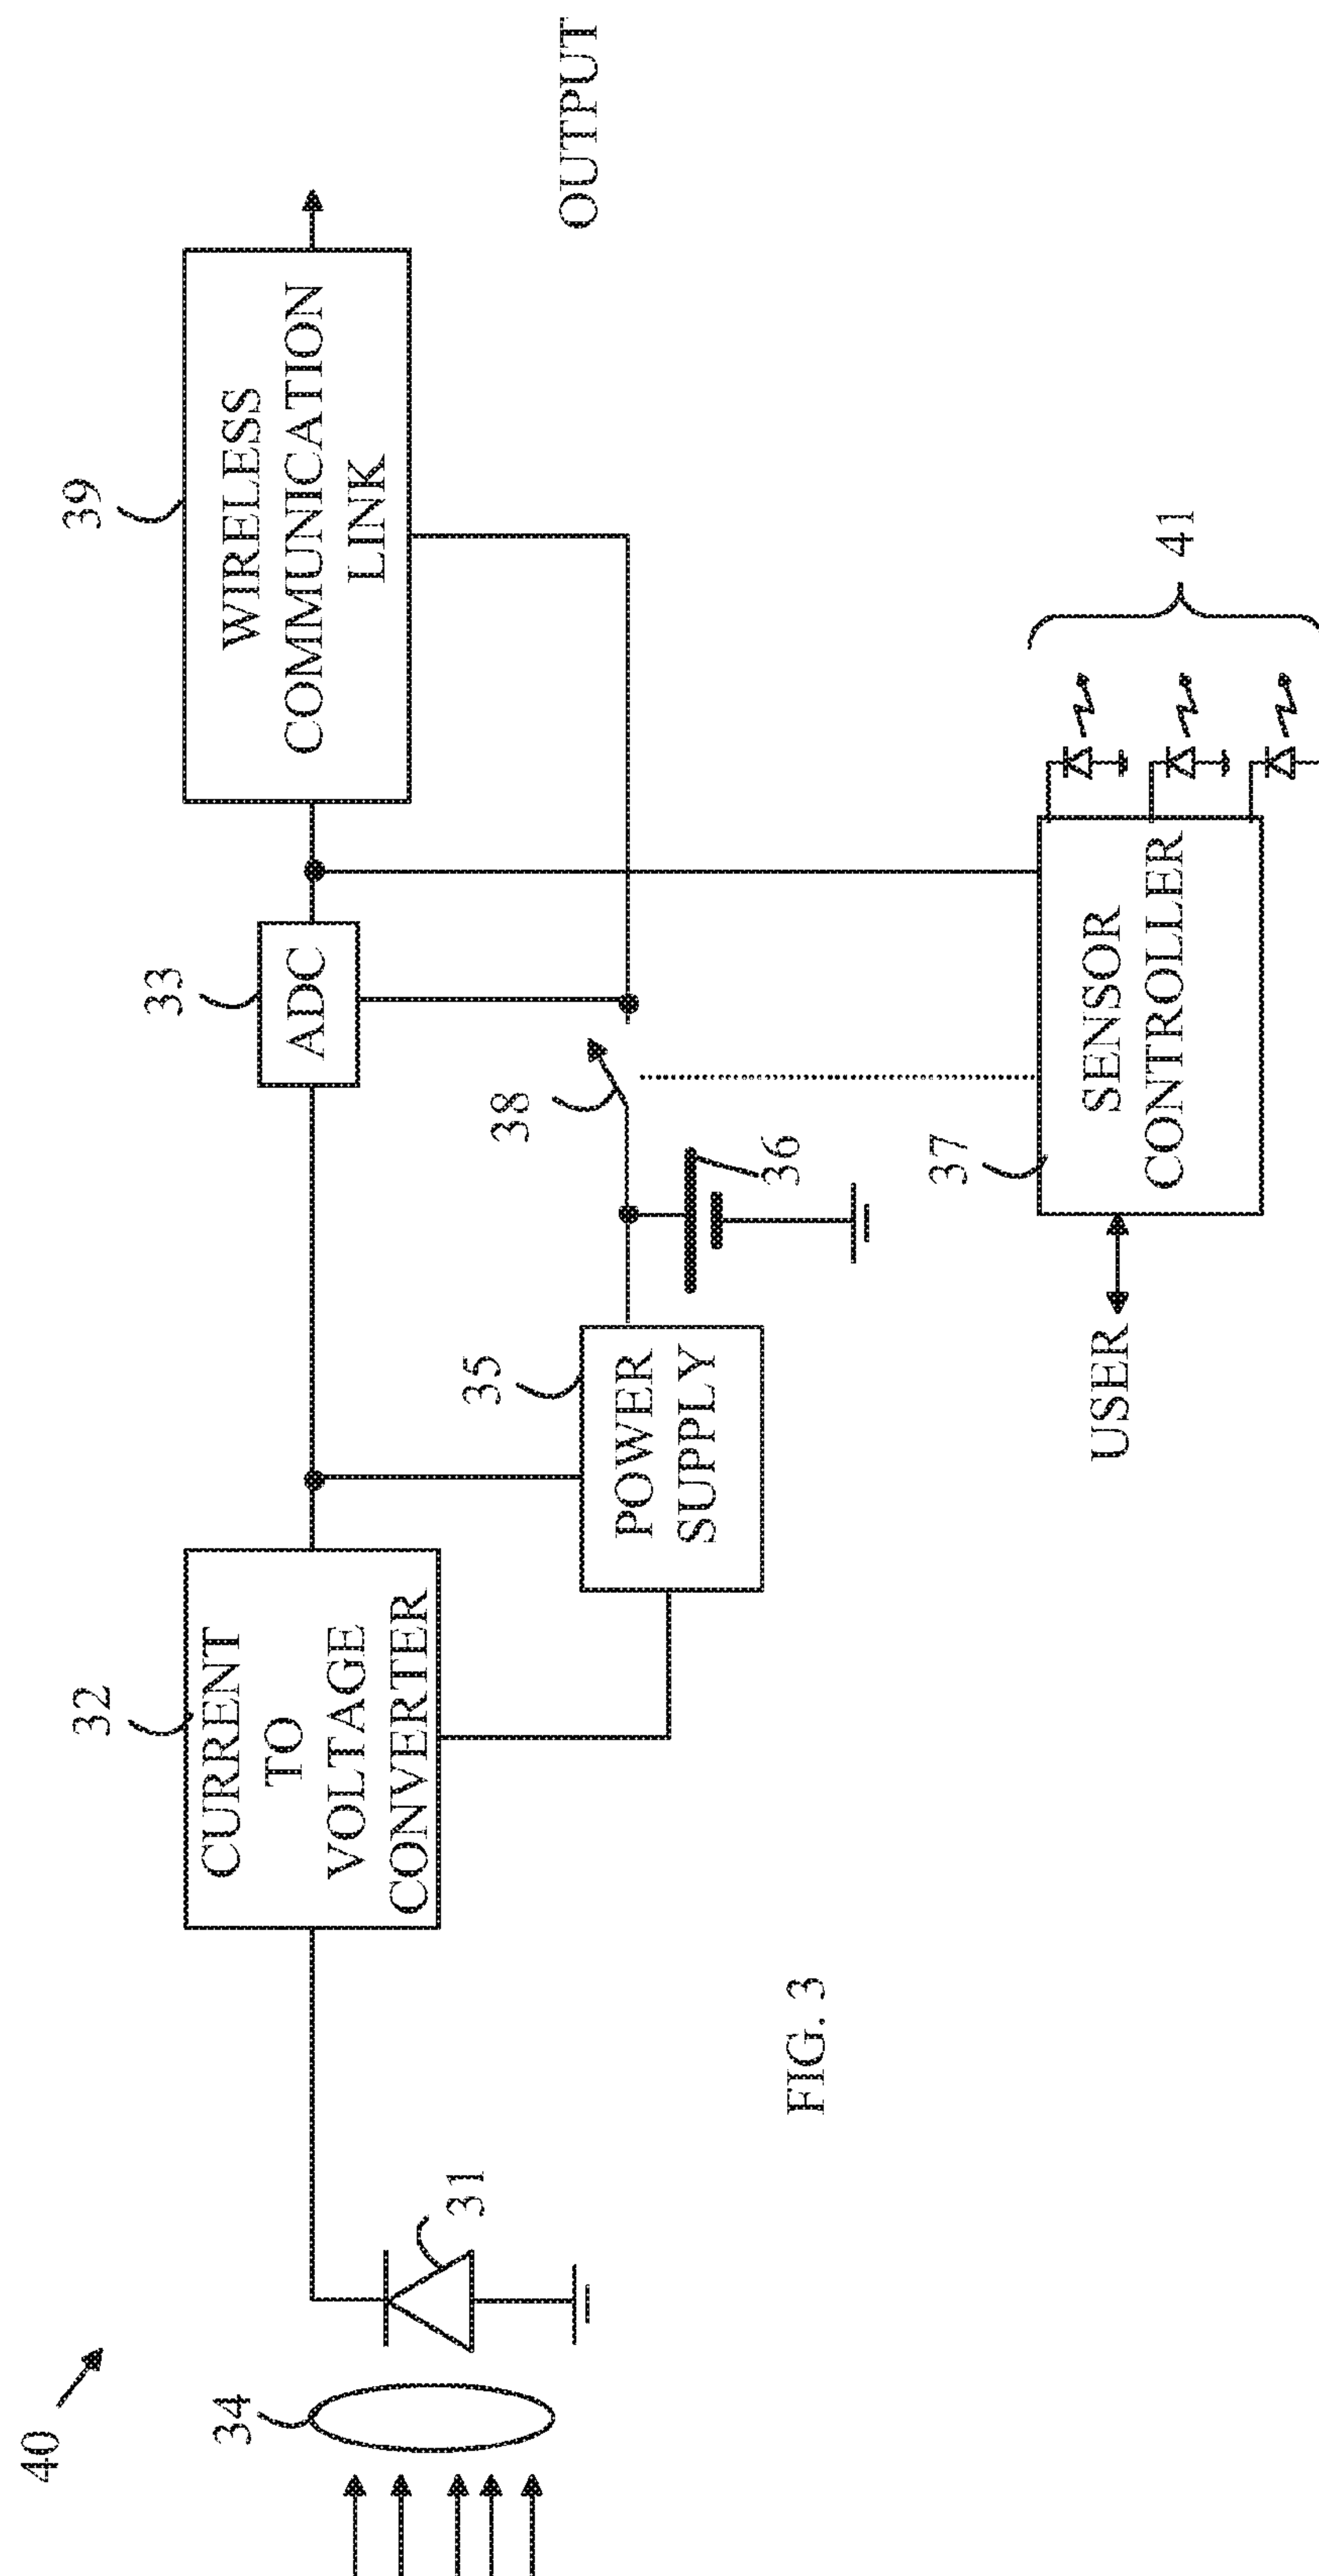 40
34
31
32
CURRENT
TO
VOLTAGE
CONVERTER
33
ADC
39
WIRELESS
COMMUNICATION
LINK
OUTPUT
35
POWER
SUPPLY
38
36
FIG. 3
USER
37
SENSOR
CONTROLLER
41